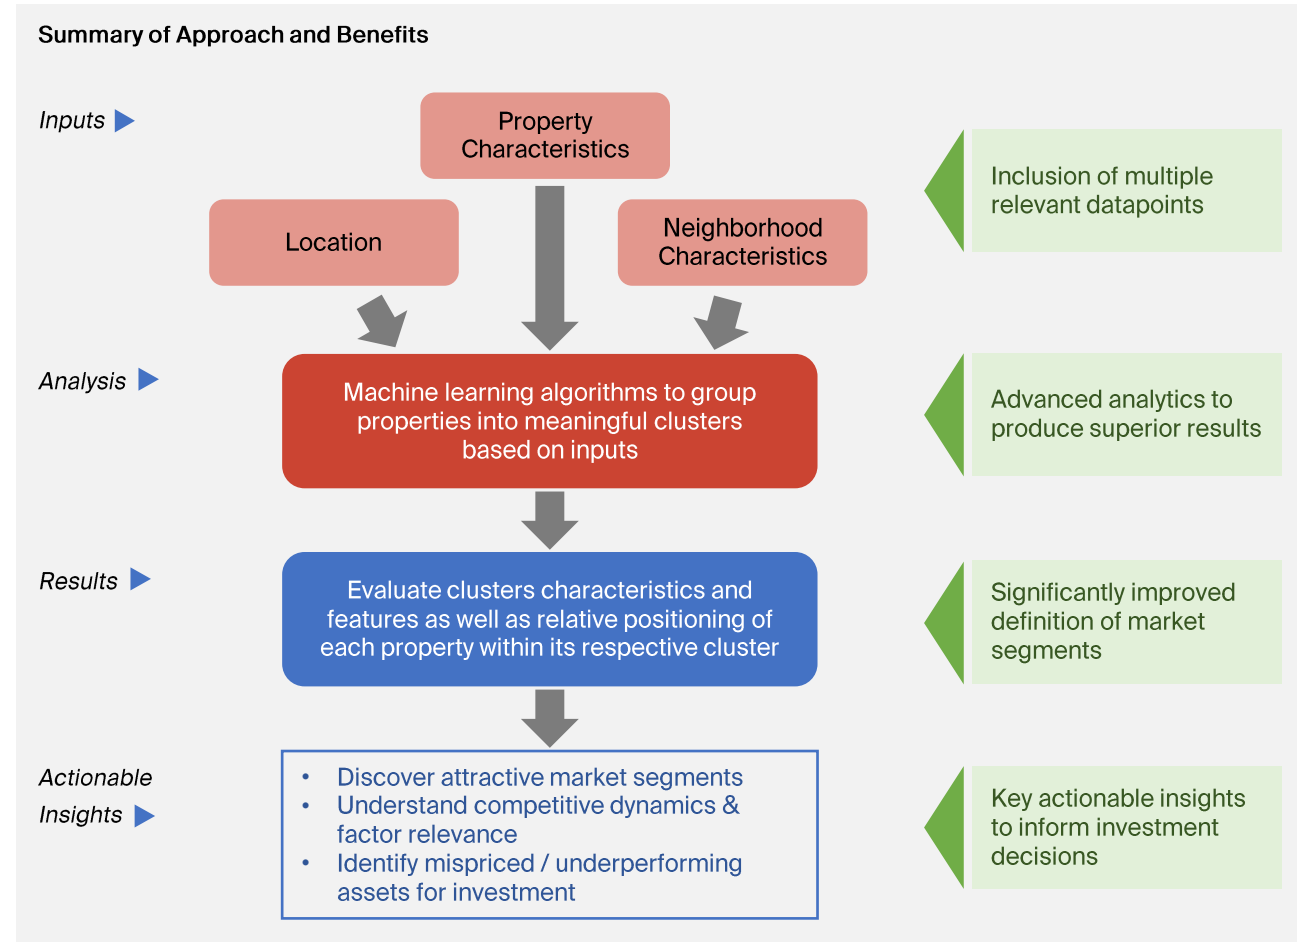 Summary of Approach and Benefits
Inputs
Property
Characteristics
Location
Neighborhood
Characteristics
Inclusion of multiple
relevant datapoints
Analysis
Machine learning algorithms to group
properties into meaningful clusters
based on inputs
Advanced analytics to
produce superior results
Results
Evaluate clusters characteristics and
features as well as relative positioning of
each property within its respective cluster
Significantly improved
definition of market
segments
Actionable
Insights
• Discover attractive market segments
• Understand competitive dynamics &
factor relevance
• Identify mispriced / underperforming
assets for investment
Key actionable insights
to inform investment
decisions